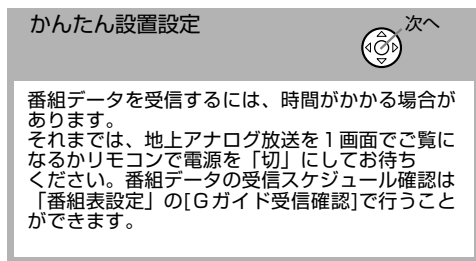 かんたん設置設定
次へ
番組データを受信するには、時間がかかる場合が
あります。
それまでは、地上アナログ放送を１画面でご覧に
なるかリモコンで電源を「切」にしてお待ち
ください。番組データの受信スケジュール確認は
「番組表設定」の[Ｇガイド受信確認]で行うこと
ができます。